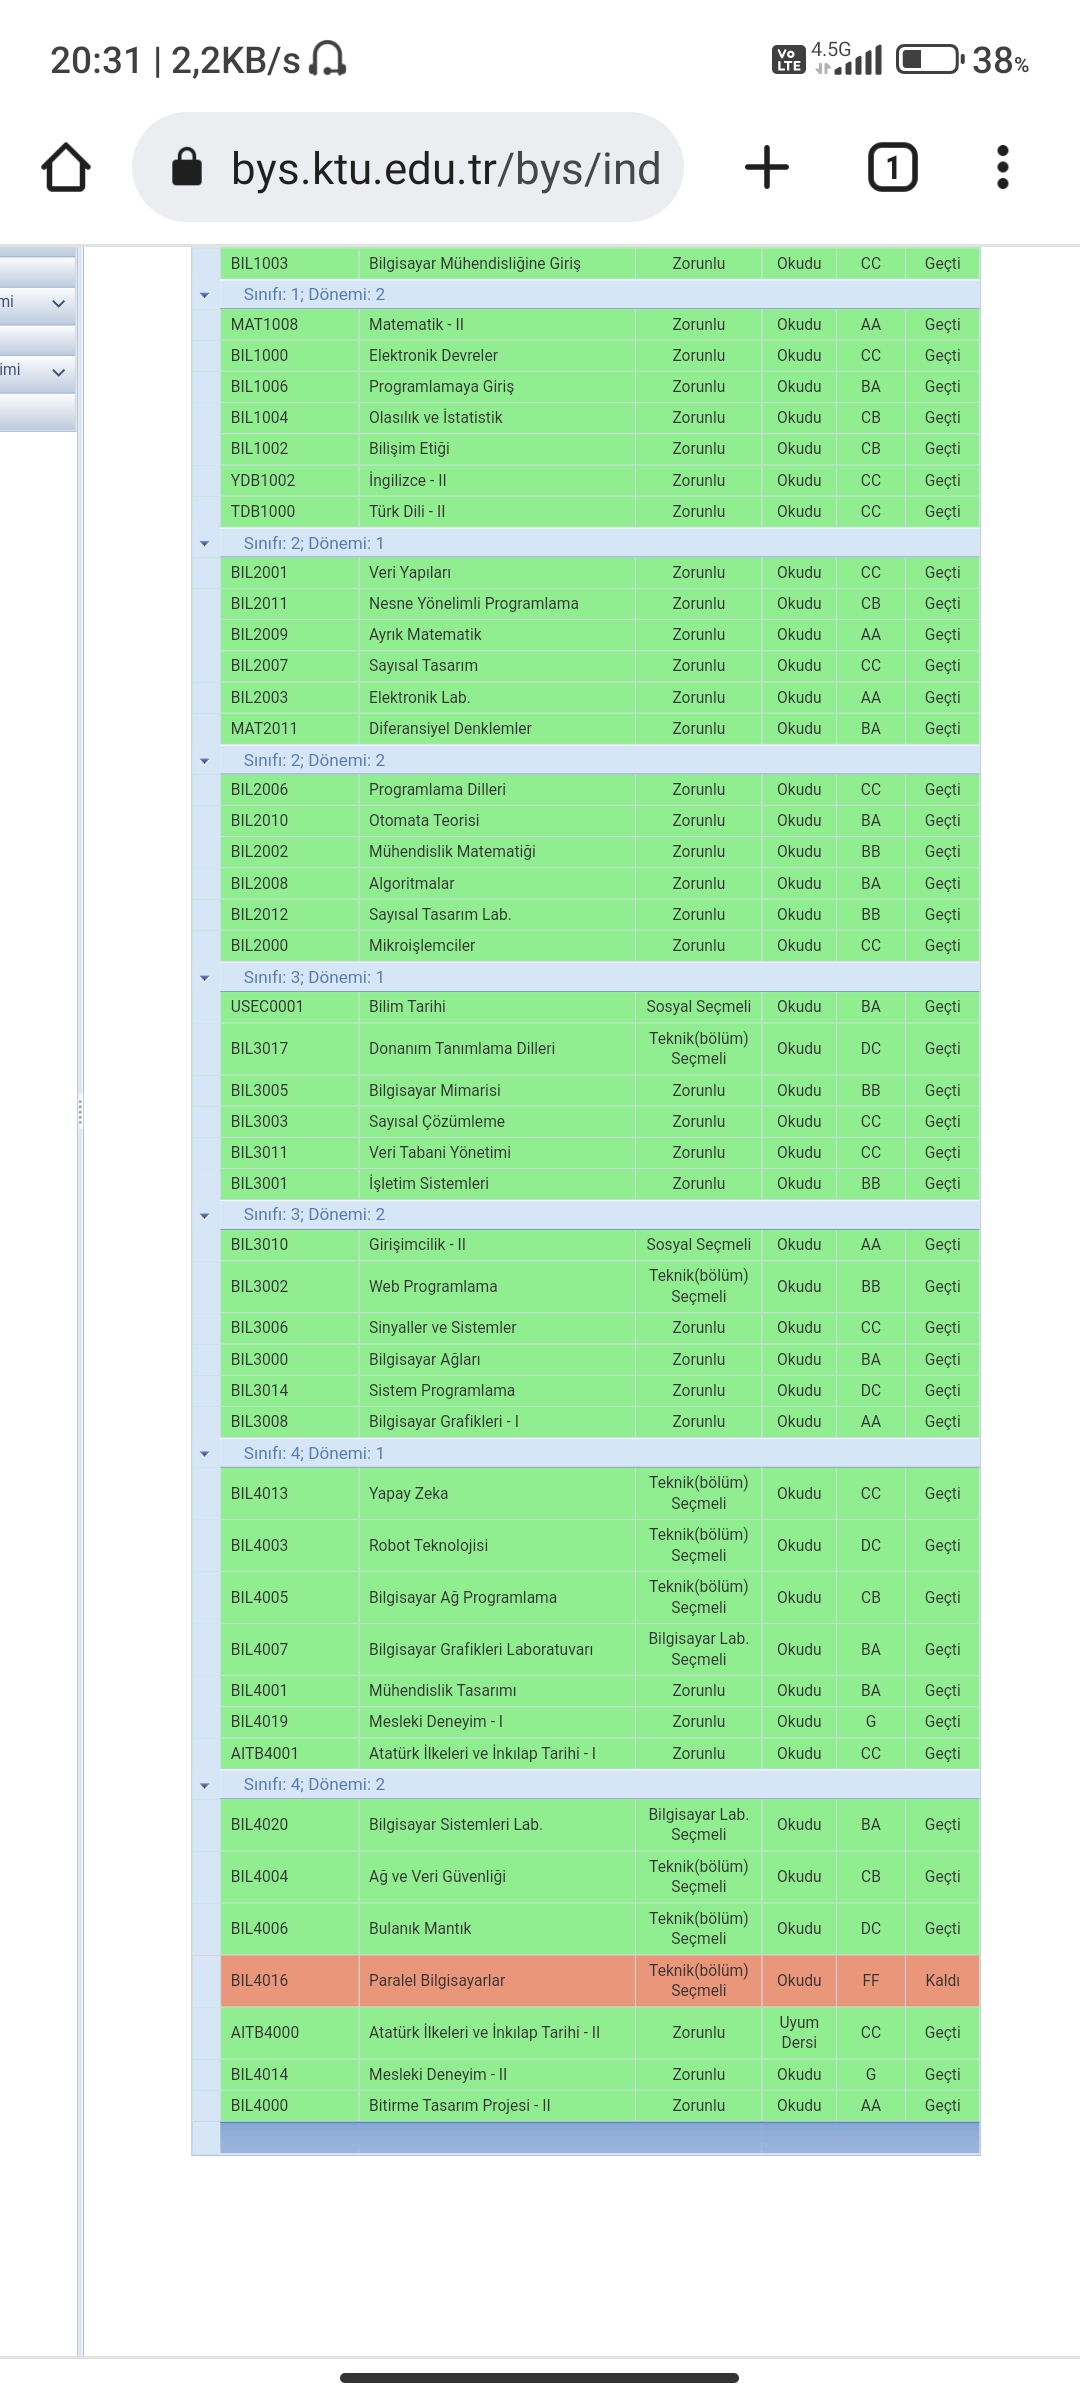 20:31 | 2,2KB/s Vo LTE 4.5G 38%
bys.ktu.edu.tr/bys/ind 1
BIL1003 Bilgisayar Mühendisliğine Giriş Zorunlu Okudu CC Geçti
mi Sınıfı: 1; Dönemi: 2
MAT1008 Matematik - II Zorunlu Okudu AA Geçti
BIL1000 Elektronik Devreler Zorunlu Okudu CC Geçti
imi
BIL1006 Programlamaya Giriş Zorunlu Okudu BA Geçti
BIL1004 Olasılık ve İstatistik Zorunlu Okudu CB Geçti
BIL1002 Bilişim Etiği Zorunlu Okudu CB Geçti
YDB1002 İngilizce - II Zorunlu Okudu CC Geçti
TDB1000 Türk Dili - II Zorunlu Okudu CC Geçti
Sınıfı: 2; Dönemi: 1
BIL2001 Veri Yapıları Zorunlu Okudu CC Geçti
BIL2011 Nesne Yönelimli Programlama Zorunlu Okudu CB Geçti
BIL2009 Ayrık Matematik Zorunlu Okudu AA Geçti
BIL2007 Sayısal Tasarım Zorunlu Okudu CC Geçti
BIL2003 Elektronik Lab. Zorunlu Okudu AA Geçti
MAT2011 Diferansiyel Denklemler Zorunlu Okudu BA Geçti
Sınıfı: 2; Dönemi: 2
BIL2006 Programlama Dilleri Zorunlu Okudu CC Geçti
BIL2010 Otomata Teorisi Zorunlu Okudu BA Geçti
BIL2002 Mühendislik Matematiği Zorunlu Okudu BB Geçti
BIL2008 Algoritmalar Zorunlu Okudu BA Geçti
BIL2012 Sayısal Tasarım Lab. Zorunlu Okudu BB Geçti
BIL2000 Mikroişlemciler Zorunlu Okudu CC Geçti
Sınıfı: 3; Dönemi: 1
USEC0001 Bilim Tarihi Sosyal Seçmeli Okudu BA Geçti
BIL3017 Donanım Tanımlama Dilleri Teknik(bölüm) Seçmeli Okudu DC Geçti
BIL3005 Bilgisayar Mimarisi Zorunlu Okudu BB Geçti
BIL3003 Sayısal Çözümleme Zorunlu Okudu CC Geçti
BIL3011 Veri Tabani Yönetimi Zorunlu Okudu CC Geçti
BIL3001 İşletim Sistemleri Zorunlu Okudu BB Geçti
Sınıfı: 3; Dönemi: 2
BIL3010 Girişimcilik - II Sosyal Seçmeli Okudu AA Geçti
BIL3002 Web Programlama Teknik(bölüm) Seçmeli Okudu BB Geçti
BIL3006 Sinyaller ve Sistemler Zorunlu Okudu CC Geçti
BIL3000 Bilgisayar Ağları Zorunlu Okudu BA Geçti
BIL3014 Sistem Programlama Zorunlu Okudu DC Geçti
BIL3008 Bilgisayar Grafikleri - I Zorunlu Okudu AA Geçti
Sınıfı: 4; Dönemi: 1
BIL4013 Yapay Zeka Teknik(bölüm) Seçmeli Okudu CC Geçti
BIL4003 Robot Teknolojisi Teknik(bölüm) Seçmeli Okudu DC Geçti
BIL4005 Bilgisayar Ağ Programlama Teknik(bölüm) Seçmeli Okudu CB Geçti
BIL4007 Bilgisayar Grafikleri Laboratuvarı Bilgisayar Lab. Seçmeli Okudu BA Geçti
BIL4001 Mühendislik Tasarımı Zorunlu Okudu BA Geçti
BIL4019 Mesleki Deneyim - I Zorunlu Okudu G Geçti
AITB4001 Atatürk İlkeleri ve İnkılap Tarihi - I Zorunlu Okudu CC Geçti
Sınıfı: 4; Dönemi: 2
BIL4020 Bilgisayar Sistemleri Lab. Bilgisayar Lab. Seçmeli Okudu BA Geçti
BIL4004 Ağ ve Veri Güvenliği Teknik(bölüm) Seçmeli Okudu CB Geçti
BIL4006 Bulanık Mantık Teknik(bölüm) Seçmeli Okudu DC Geçti
BIL4016 Paralel Bilgisayarlar Teknik(bölüm) Seçmeli Okudu FF Kaldı
AITB4000 Atatürk İlkeleri ve İnkılap Tarihi - II Zorunlu Uyum Dersi CC Geçti
BIL4014 Mesleki Deneyim - II Zorunlu Okudu G Geçti
BIL4000 Bitirme Tasarım Projesi - II Zorunlu Okudu AA Geçti